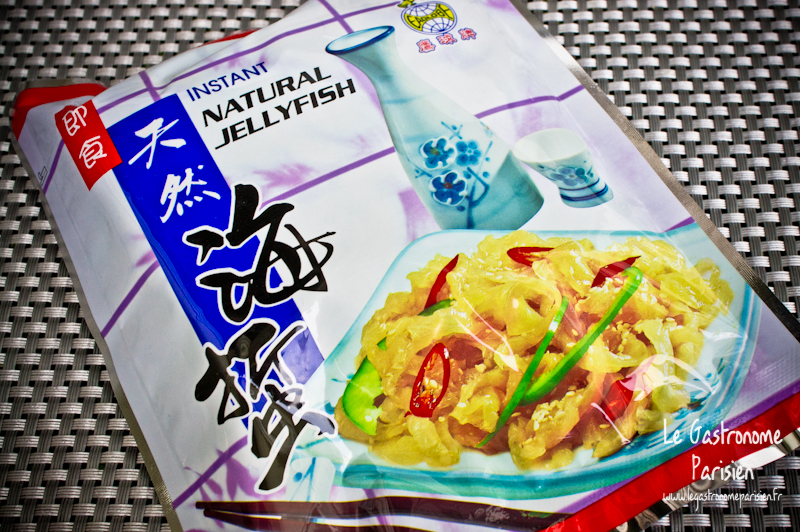 即食
天然
海蜇
INSTANT
NATURAL
JELLYFISH
Le Gastronome
Parisien
www.legastronomeparisien.fr